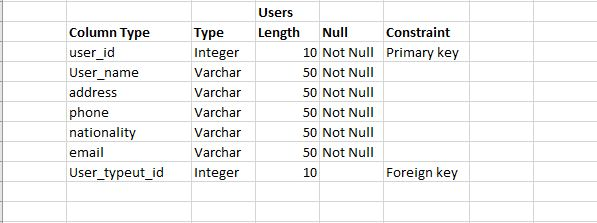 Users
Column Type Type Length Null Constraint
user_id Integer 10 Not Null Primary key
User_name Varchar 50 Not Null
address Varchar 50 Not Null
phone Varchar 50 Not Null
nationality Varchar 50 Not Null
email Varchar 50 Not Null
User_typeut_id Integer 10 Foreign key